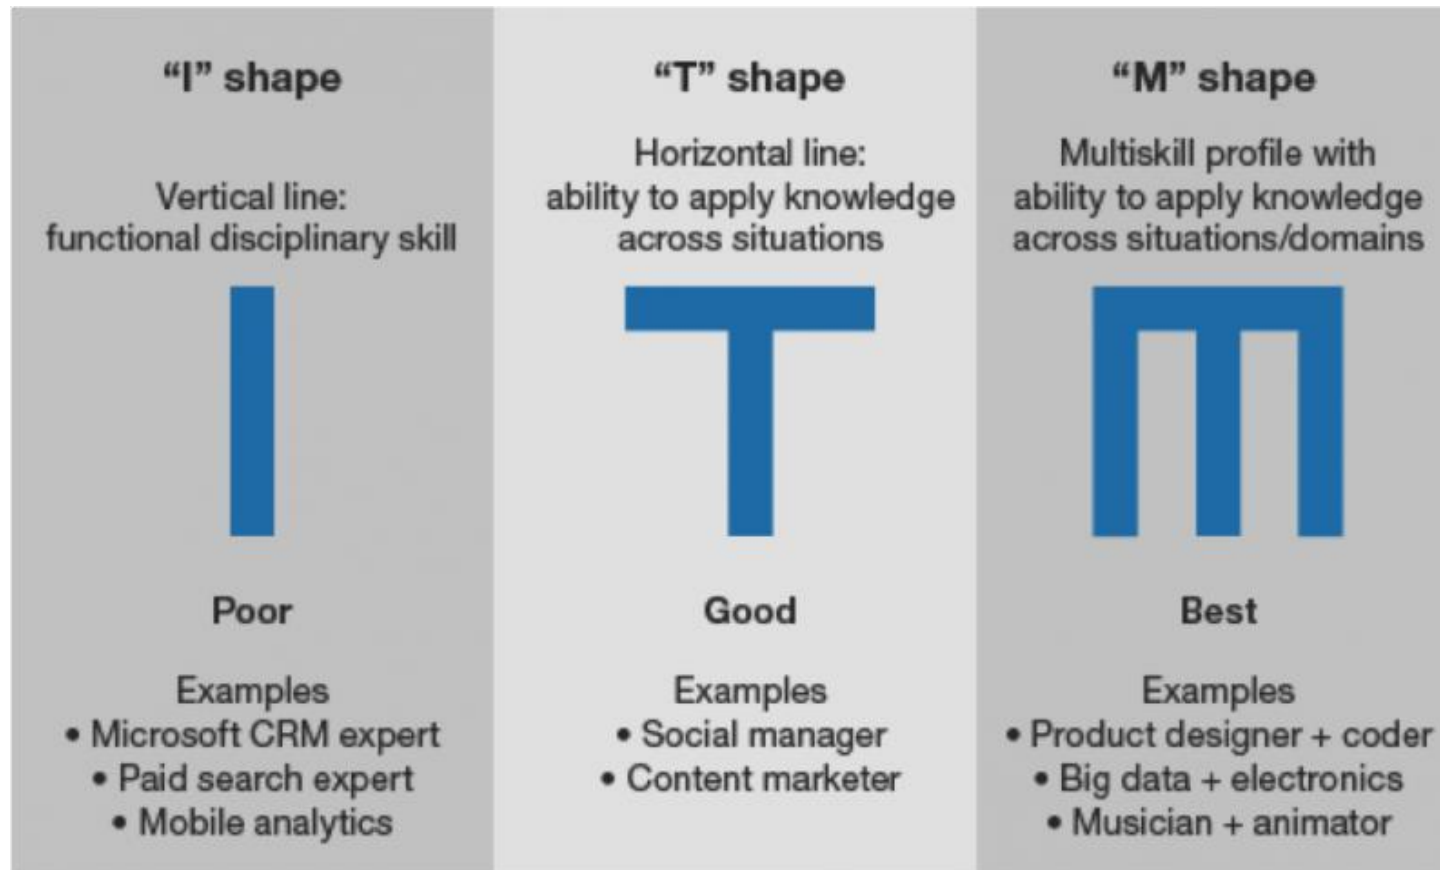 “I” shape
Vertical line:
functional disciplinary skill
Poor
Examples
• Microsoft CRM expert
• Paid search expert
• Mobile analytics
“T” shape
Horizontal line:
ability to apply knowledge
across situations
Good
Examples
• Social manager
• Content marketer
“M” shape
Multiskill profile with
ability to apply knowledge
across situations/domains
Best
Examples
• Product designer + coder
• Big data + electronics
• Musician + animator